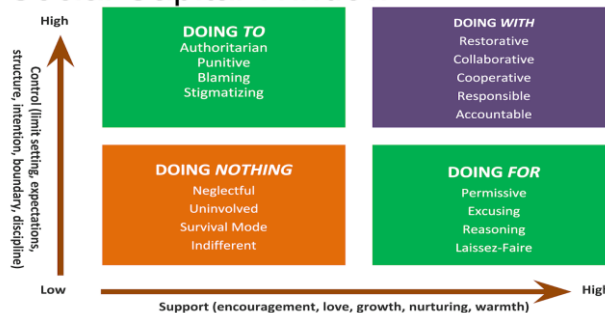 High
Control (limit setting, expectations,
structure, intention, boundary, discipline)
DOING TO
Authoritarian
Punitive
Blaming
Stigmatizing
DOING WITH
Restorative
Collaborative
Cooperative
Responsible
Accountable
DOING NOTHING
Neglectful
Uninvolved
Survival Mode
Indifferent
DOING FOR
Permissive
Excusing
Reasoning
Laissez-Faire
Low
High
Support (encouragement, love, growth, nurturing, warmth)